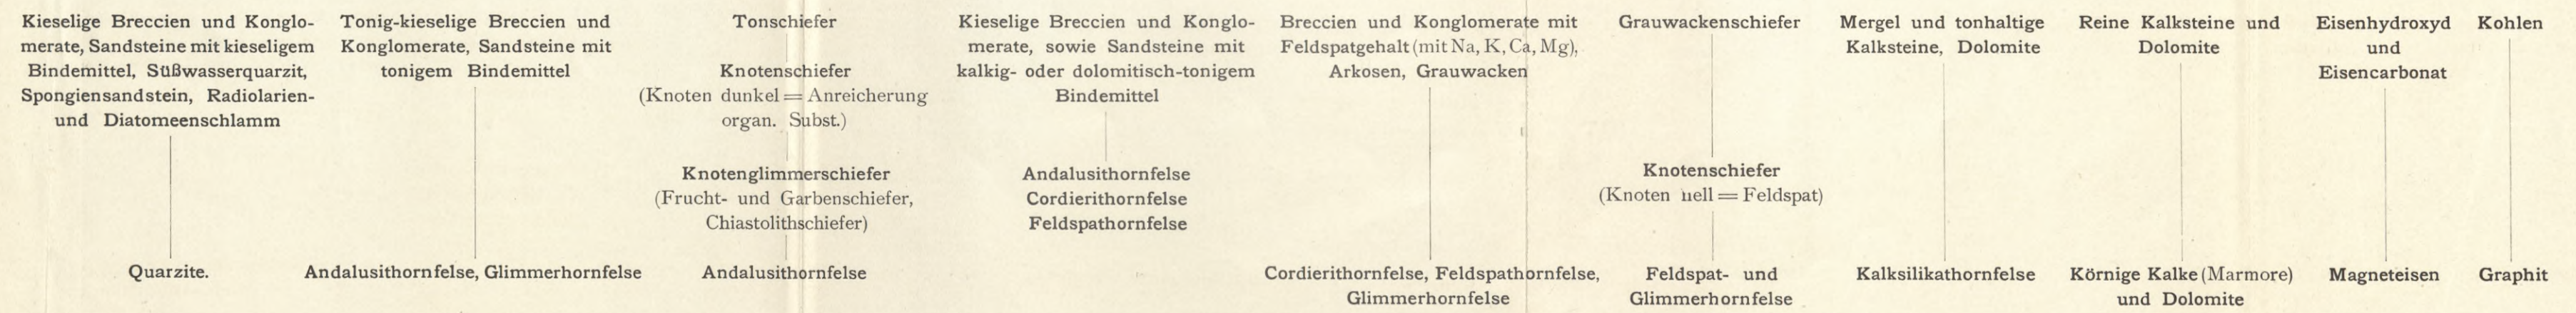 Kieselige Breccien und Konglo-
merate, Sandsteine mit kieseligem
Bindemittel, Süßwasserquarzit,
Spongiensandstein, Radiolarien-
und Diatomeenschlamm
Quarzite.
Tonig-kieselige Breccien und
Konglomerate, Sandsteine mit
tonigem Bindemittel
Andalusithornfelse, Glimmerhornfelse
Tonschiefer
Knotenschiefer
(Knoten dunkel = Anreicherung
organ. Subst.)
Knotenglimmerschiefer
(Frucht- und Garbenschiefer,
Chiastolithschiefer)
Andalusithornfelse
Kieselige Breccien und Konglo-
merate, sowie Sandsteine mit
kalkig- oder dolomitisch-tonigem
Bindemittel
Andalusithornfelse
Cordierithornfelse
Feldspathornfelse
Breccien und Konglomerate mit
Feldspatgehalt (mit Na, K, Ca, Mg),
Arkosen, Grauwacken
Cordierithornfelse, Feldspathornfelse,
Glimmerhornfelse
Grauwackenschiefer
Knotenschiefer
(Knoten hell = Feldspat)
Feldspat- und
Glimmerhornfelse
Mergel und tonhaltige
Kalksteine, Dolomite
Kalksilikathornfelse
Reine Kalksteine und
Dolomite
Körnige Kalke (Marmore)
und Dolomite
Eisenhydroxyd
und
Eisencarbonat
Magneteisen
Kohlen
Graphit